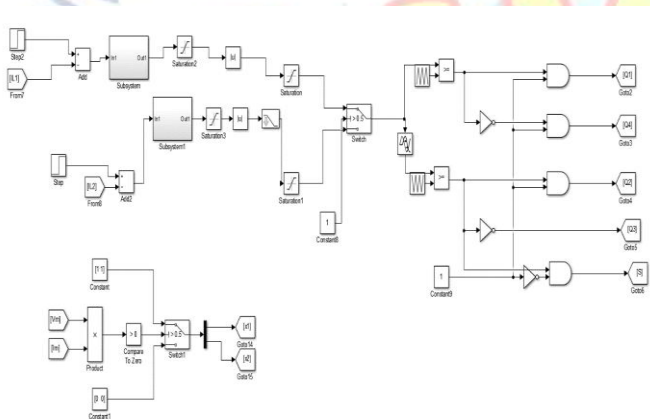 Step2
[IL1]
From7
Add
In1 Out1
Subsystem
Saturation2
|u|
Saturation
In1 Out1
Subsystem1
Saturation3
|u|
Saturation1
Step
[IL2]
From8
Add2
> 0.5
Switch
1
Constant8
>=
>=
[Q1]
Goto2
[Q4]
Goto3
[Q2]
Goto4
[Q3]
Goto5
[S]
Goto6
1
Constant9
[1 1]
Constant
[Vm]
[Im]
×
Product
> 0
Compare
To Zero
> 0.5
Switch1
[s1]
Goto14
[s2]
Goto15
[0 0]
Constant1